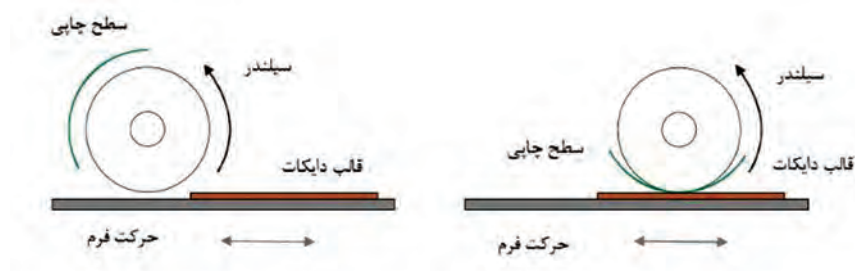 سطح چاپی
سیلندر
قالب دایکات
حرکت فرم
سیلندر
سطح چاپی
قالب دایکات
حرکت فرم